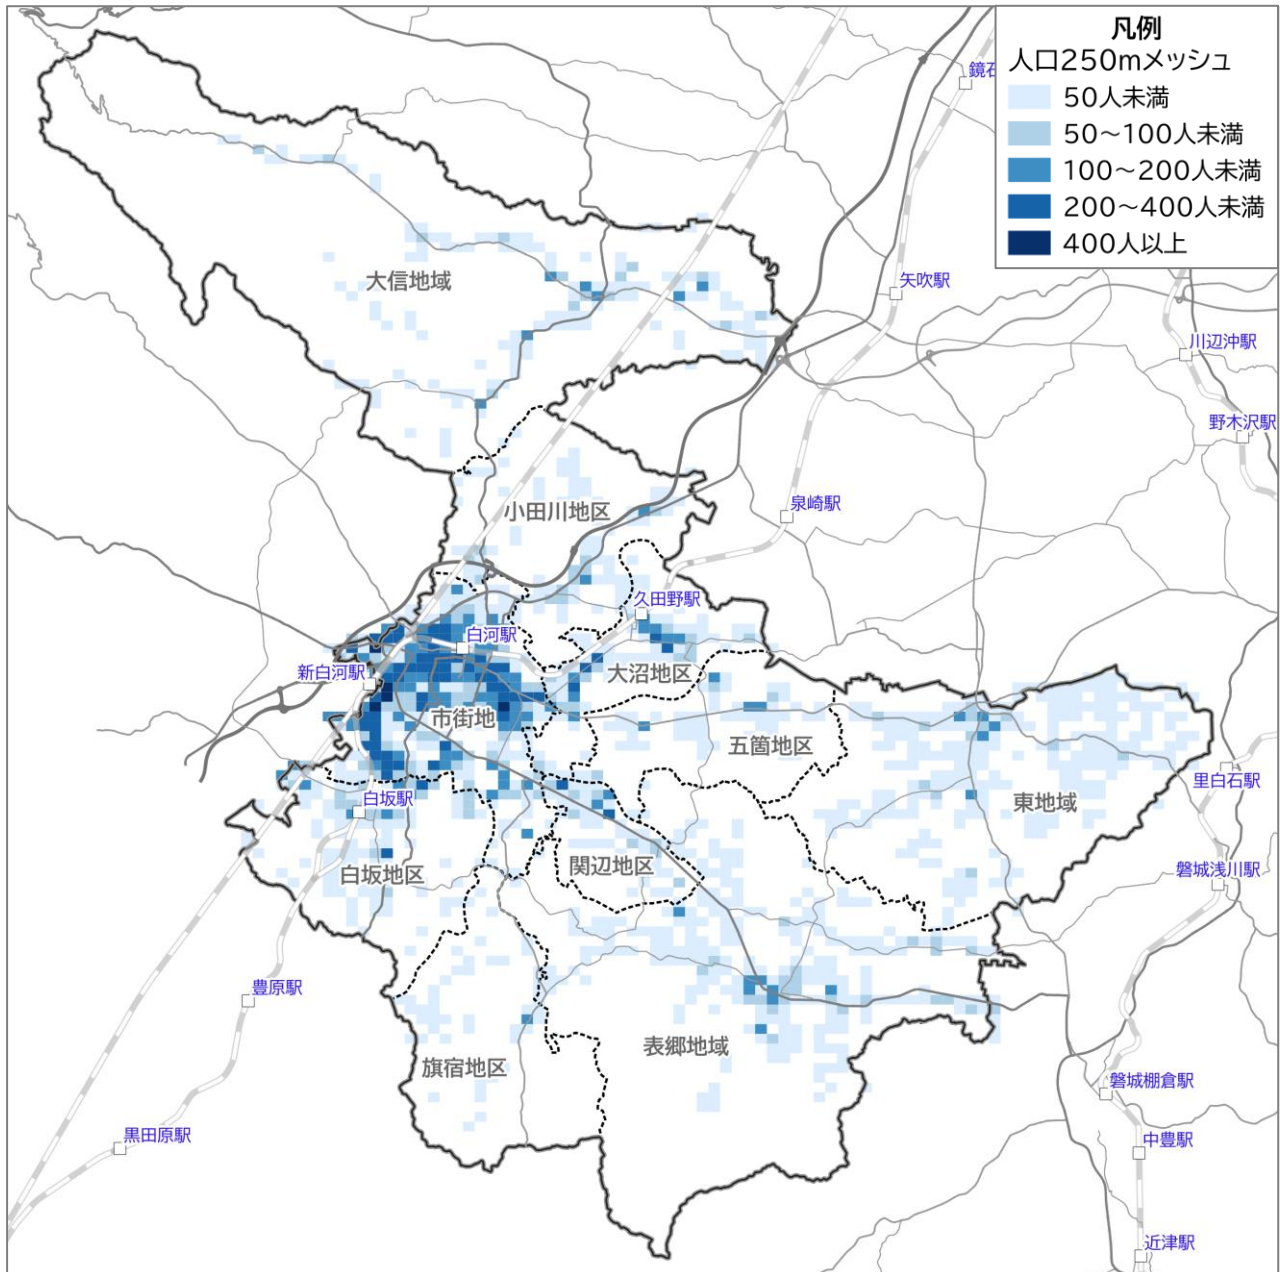 凡例
人口250mメッシュ
50人未満
50～100人未満
100～200人未満
200～400人未満
400人以上
鏡石
矢吹駅
大信地域
川辺沖駅
野木沢駅
泉崎駅
小田川地区
久田野駅
白河駅
新白河駅
大沼地区
市街地
五箇地区
里白石駅
白坂駅
東地域
関辺地区
磐城浅川駅
白坂地区
豊原駅
表郷地域
旗宿地区
磐城棚倉駅
黒田原駅
中豊駅
近津駅